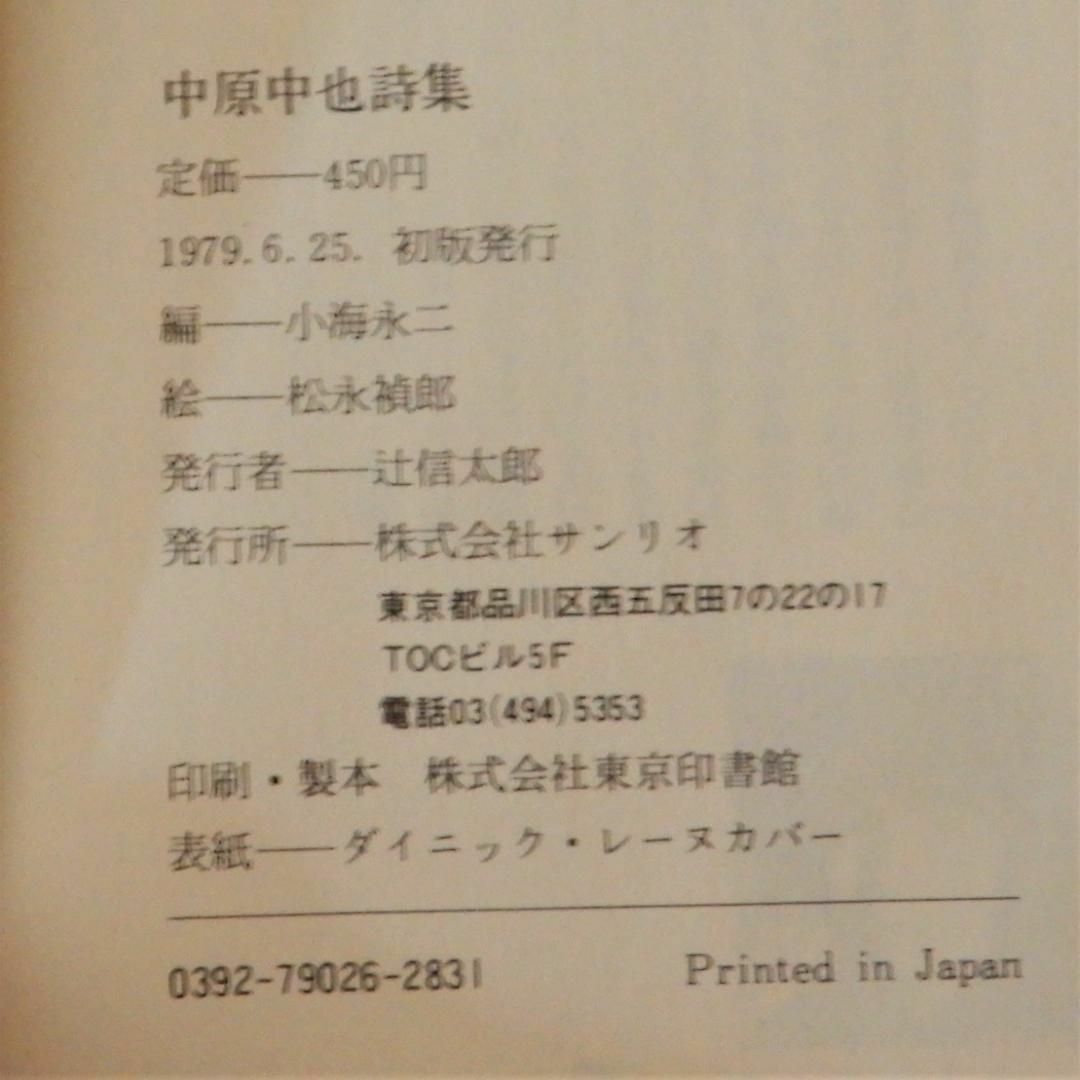 中原中也詩集
定価——450円
1979.6.25. 初版発行
編——小海永二
絵——松永禎郎
発行者——辻信太郎
発行所——株式会社サンリオ
東京都品川区西五反田7の22の17
TOCビル5F
電話03(494)5353
印刷・製本 株式会社東京印書館
表紙——ダイニック・レーヌカバー
0392-79026-2831 Printed in Japan